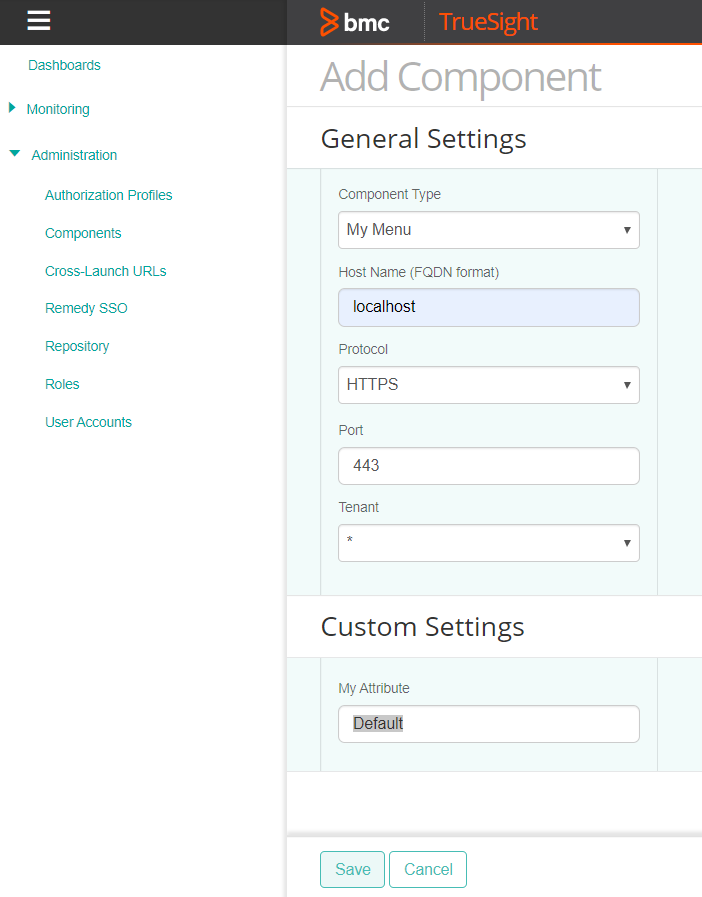 bmc TrueSight
Dashboards
Monitoring
Administration
Authorization Profiles
Components
Cross-Launch URLs
Remedy SSO
Repository
Roles
User Accounts
Add Component
General Settings
Component Type
My Menu
Host Name (FQDN format)
localhost
Protocol
HTTPS
Port
443
Tenant
*
Custom Settings
My Attribute
Default
Save Cancel